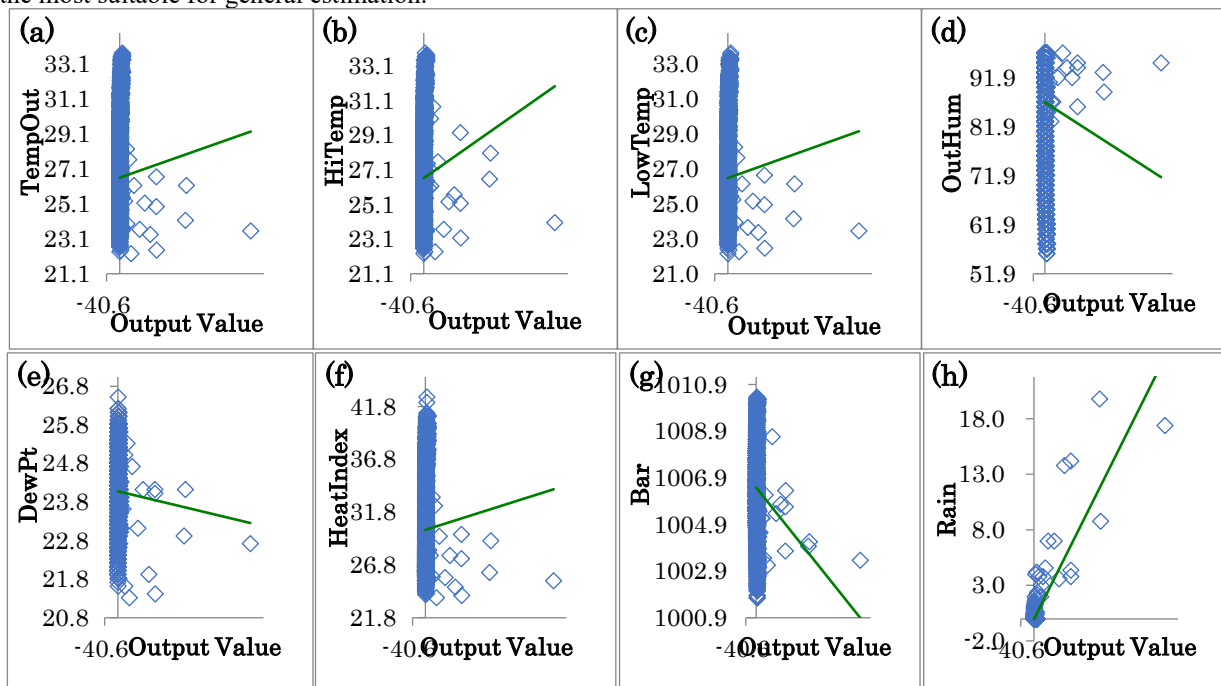 the most suitable for general estimation.
(a)
TempOut
33.1
31.1
29.1
27.1
25.1
23.1
21.1
-40.6
Output Value
(b)
HiTemp
33.1
31.1
29.1
27.1
25.1
23.1
21.1
-40.6
Output Value
(c)
LowTemp
33.0
31.0
29.0
27.0
25.0
23.0
21.0
-40.6
Output Value
(d)
OutHum
91.9
81.9
71.9
61.9
51.9
-40.6
Output Value
(e)
DewPt
26.8
25.8
24.8
23.8
22.8
21.8
20.8
-40.6
Output Value
(f)
HeatIndex
41.8
36.8
31.8
26.8
21.8
-40.6
Output Value
(g)
Bar
1010.9
1008.9
1006.9
1004.9
1002.9
1000.9
-40.6
Output Value
(h)
Rain
18.0
13.0
8.0
3.0
-2.0
-40.6
Output Value